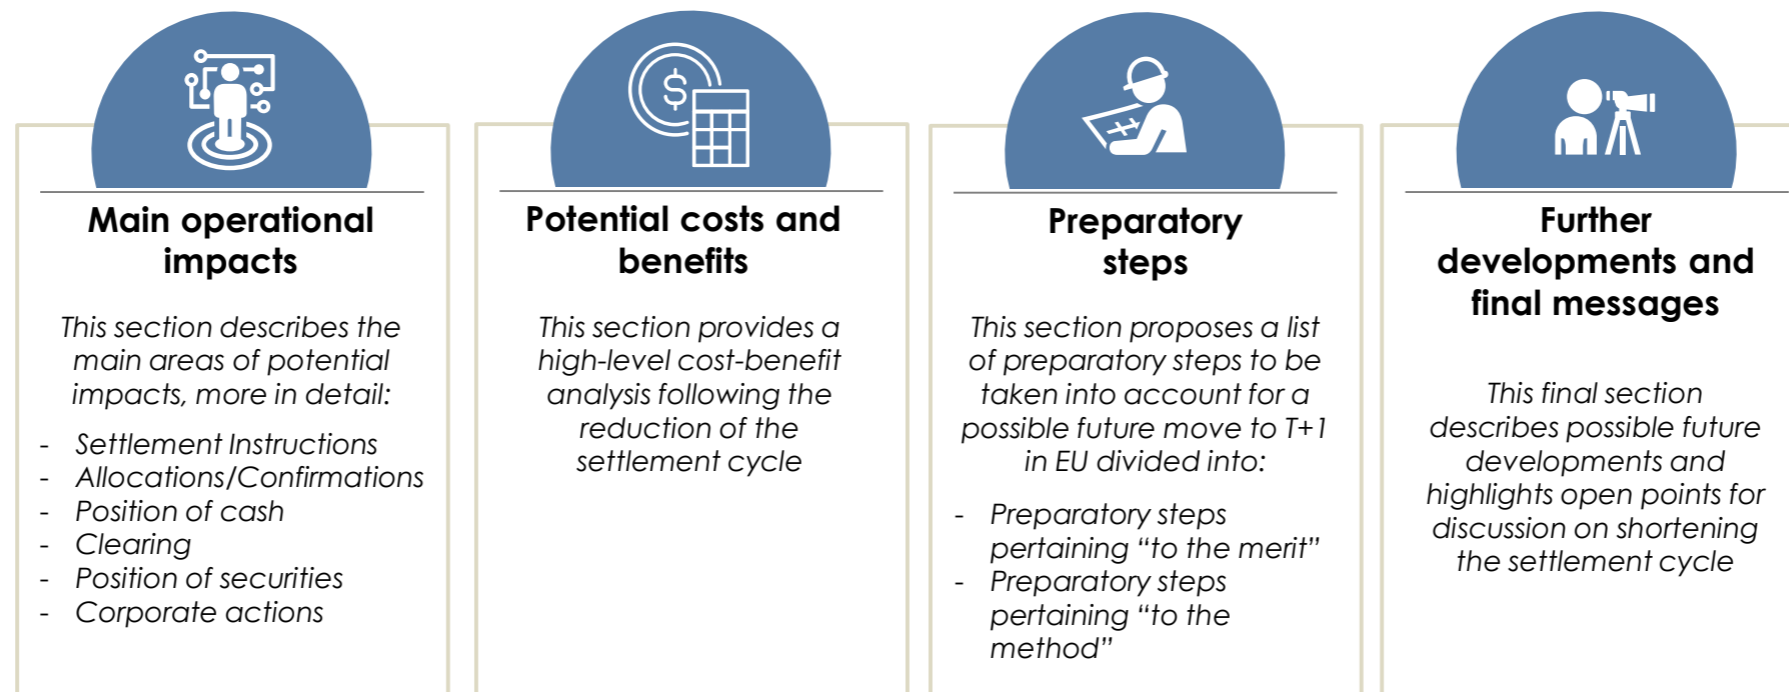 Main operational
impacts
This section describes the
main areas of potential
impacts, more in detail:
- Settlement Instructions
- Allocations/Confirmations
- Position of cash
- Clearing
- Position of securities
- Corporate actions
$
Potential costs and
benefits
This section provides a
high-level cost-benefit
analysis following the
reduction of the
settlement cycle
Preparatory
steps
This section proposes a list
of preparatory steps to be
taken into account for a
possible future move to T+1
in EU divided into:
- Preparatory steps
pertaining “to the merit”
- Preparatory steps
pertaining “to the
method”
Further
developments and
final messages
This final section
describes possible future
developments and
highlights open points for
discussion on shortening
the settlement cycle